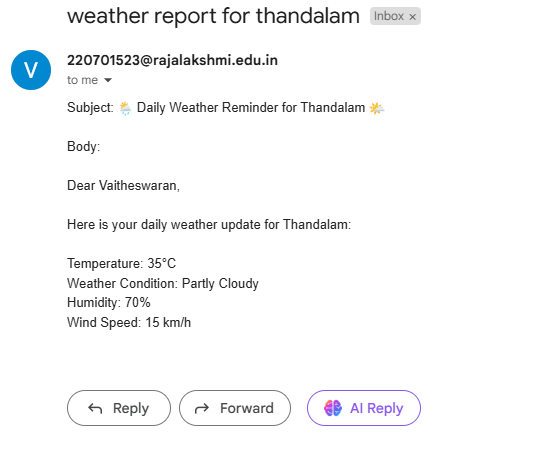 weather report for thandalam Inbox ×
V
220701523@rajalakshmi.edu.in
to me
Subject: 🌦️ Daily Weather Reminder for Thandalam 🌤️
Body:
Dear Vaitheswaran,
Here is your daily weather update for Thandalam:
Temperature: 35°C
Weather Condition: Partly Cloudy
Humidity: 70%
Wind Speed: 15 km/h
Reply Forward AI Reply